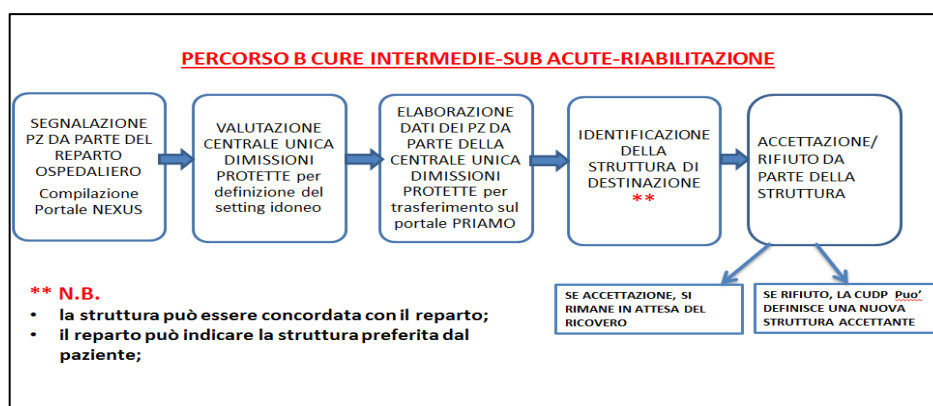 PERCORSO B CURE INTERMEDIE-SUB ACUTE-RIABILITAZIONE
SEGNALAZIONE
PZ DA PARTE DEL
REPARTO
OSPEDALIERO
Compilazione
Portale NEXUS
VALUTAZIONE
CENTRALE UNICA
DIMISSIONI
PROTETTE per
definizione del
setting idoneo
ELABORAZIONE
DATI DEI PZ DA
PARTE DELLA
CENTRALE UNICA
DIMISSIONI
PROTETTE per
trasferimento sul
portale PRIAMO
IDENTIFICAZIONE
DELLA
STRUTTURA DI
DESTINAZIONE
**
ACCETTAZIONE/
RIFIUTO DA
PARTE DELLA
STRUTTURA
SE ACCETTAZIONE, SI
RIMANE IN ATTESA DEL
RICOVERO
SE RIFIUTO, LA CUDP Puo’
DEFINISCE UNA NUOVA
STRUTTURA ACCETTANTE
** N.B.
• la struttura può essere concordata con il reparto;
• il reparto può indicare la struttura preferita dal
paziente;